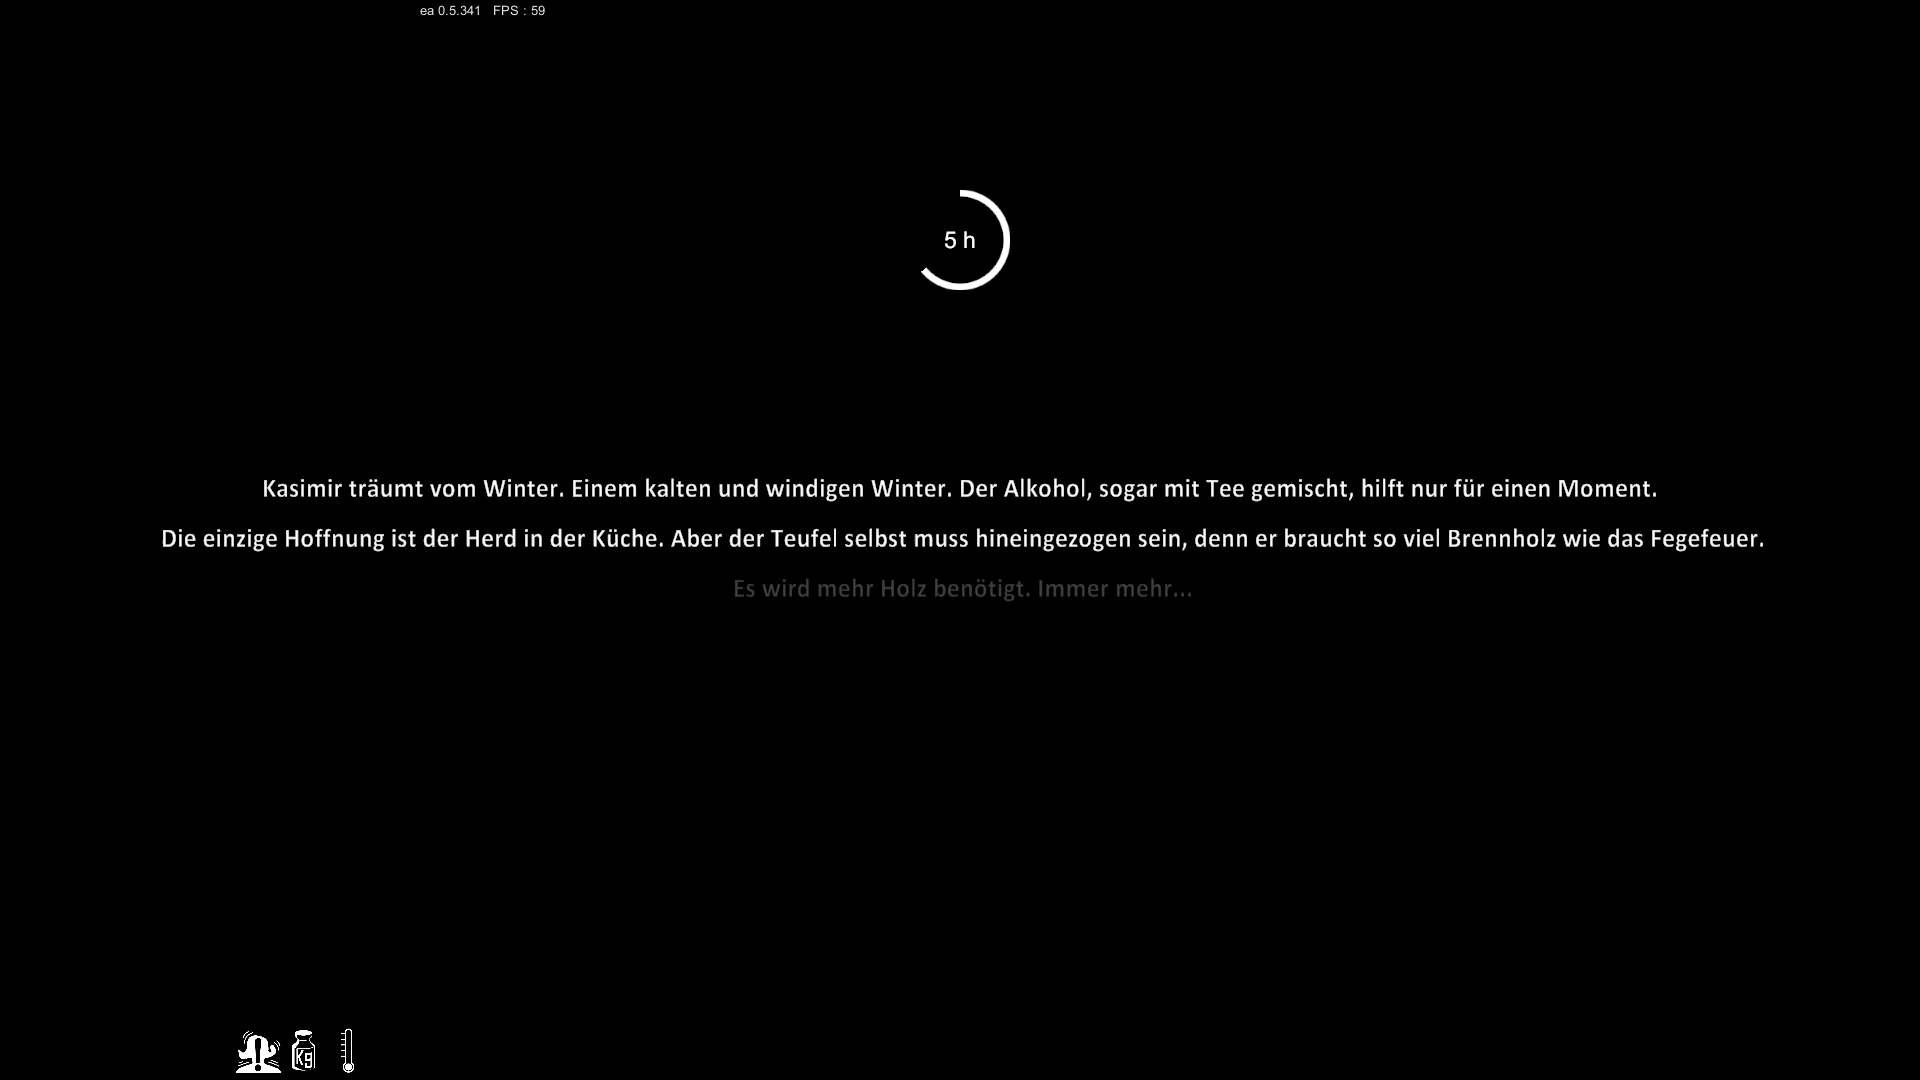 ea 0.5.341 FPS : 59
5 h
Kasimir träumt vom Winter. Einem kalten und windigen Winter. Der Alkohol, sogar mit Tee gemischt, hilft nur für einen Moment.
Die einzige Hoffnung ist der Herd in der Küche. Aber der Teufel selbst muss hineingezogen sein, denn er braucht so viel Brennholz wie das Fegefeuer.
Es wird mehr Holz benötigt. Immer mehr...
Kg